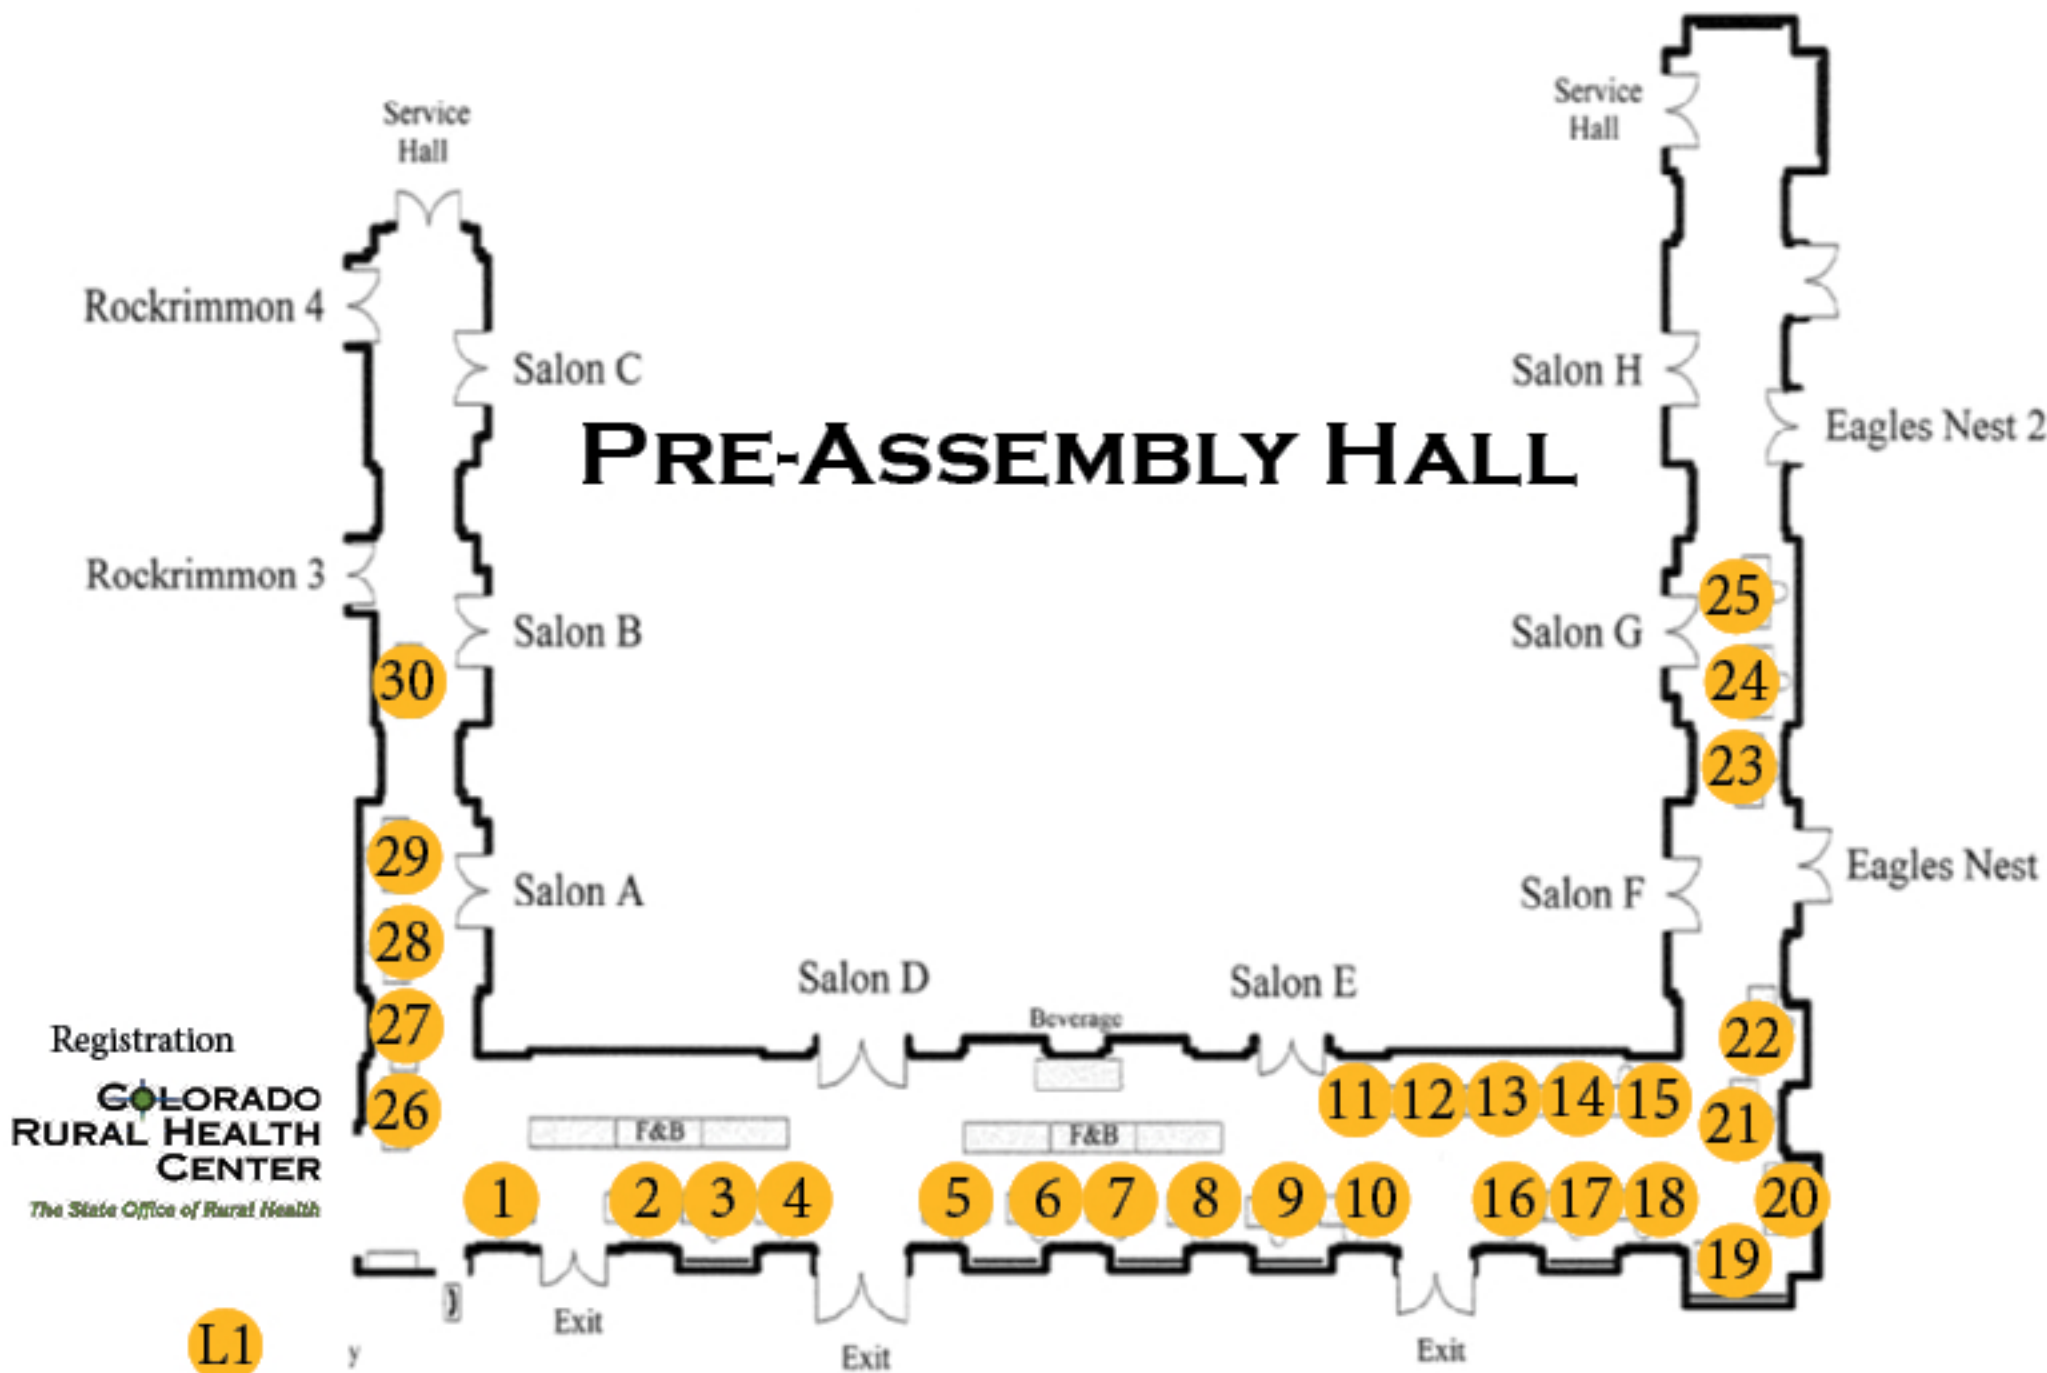 Service
Hall
Service
Hall
Rockrimmon 4
Salon C
Salon H
Eagles Nest 2
PRE-ASSEMBLY HALL
Rockrimmon 3
Salon B
Salon G
25
30
24
23
29
Salon A
Salon F
Eagles Nest
28
Salon D
Salon E
27
Beverage
22
Registration
COLORADO
RURAL HEALTH
CENTER
The State Office of Rural Health
26
11 12 13 14 15
21
F&B
F&B
1 2 3 4 5 6 7 8 9 10 16 17 18 20
19
Exit
Exit
Exit
L1
y